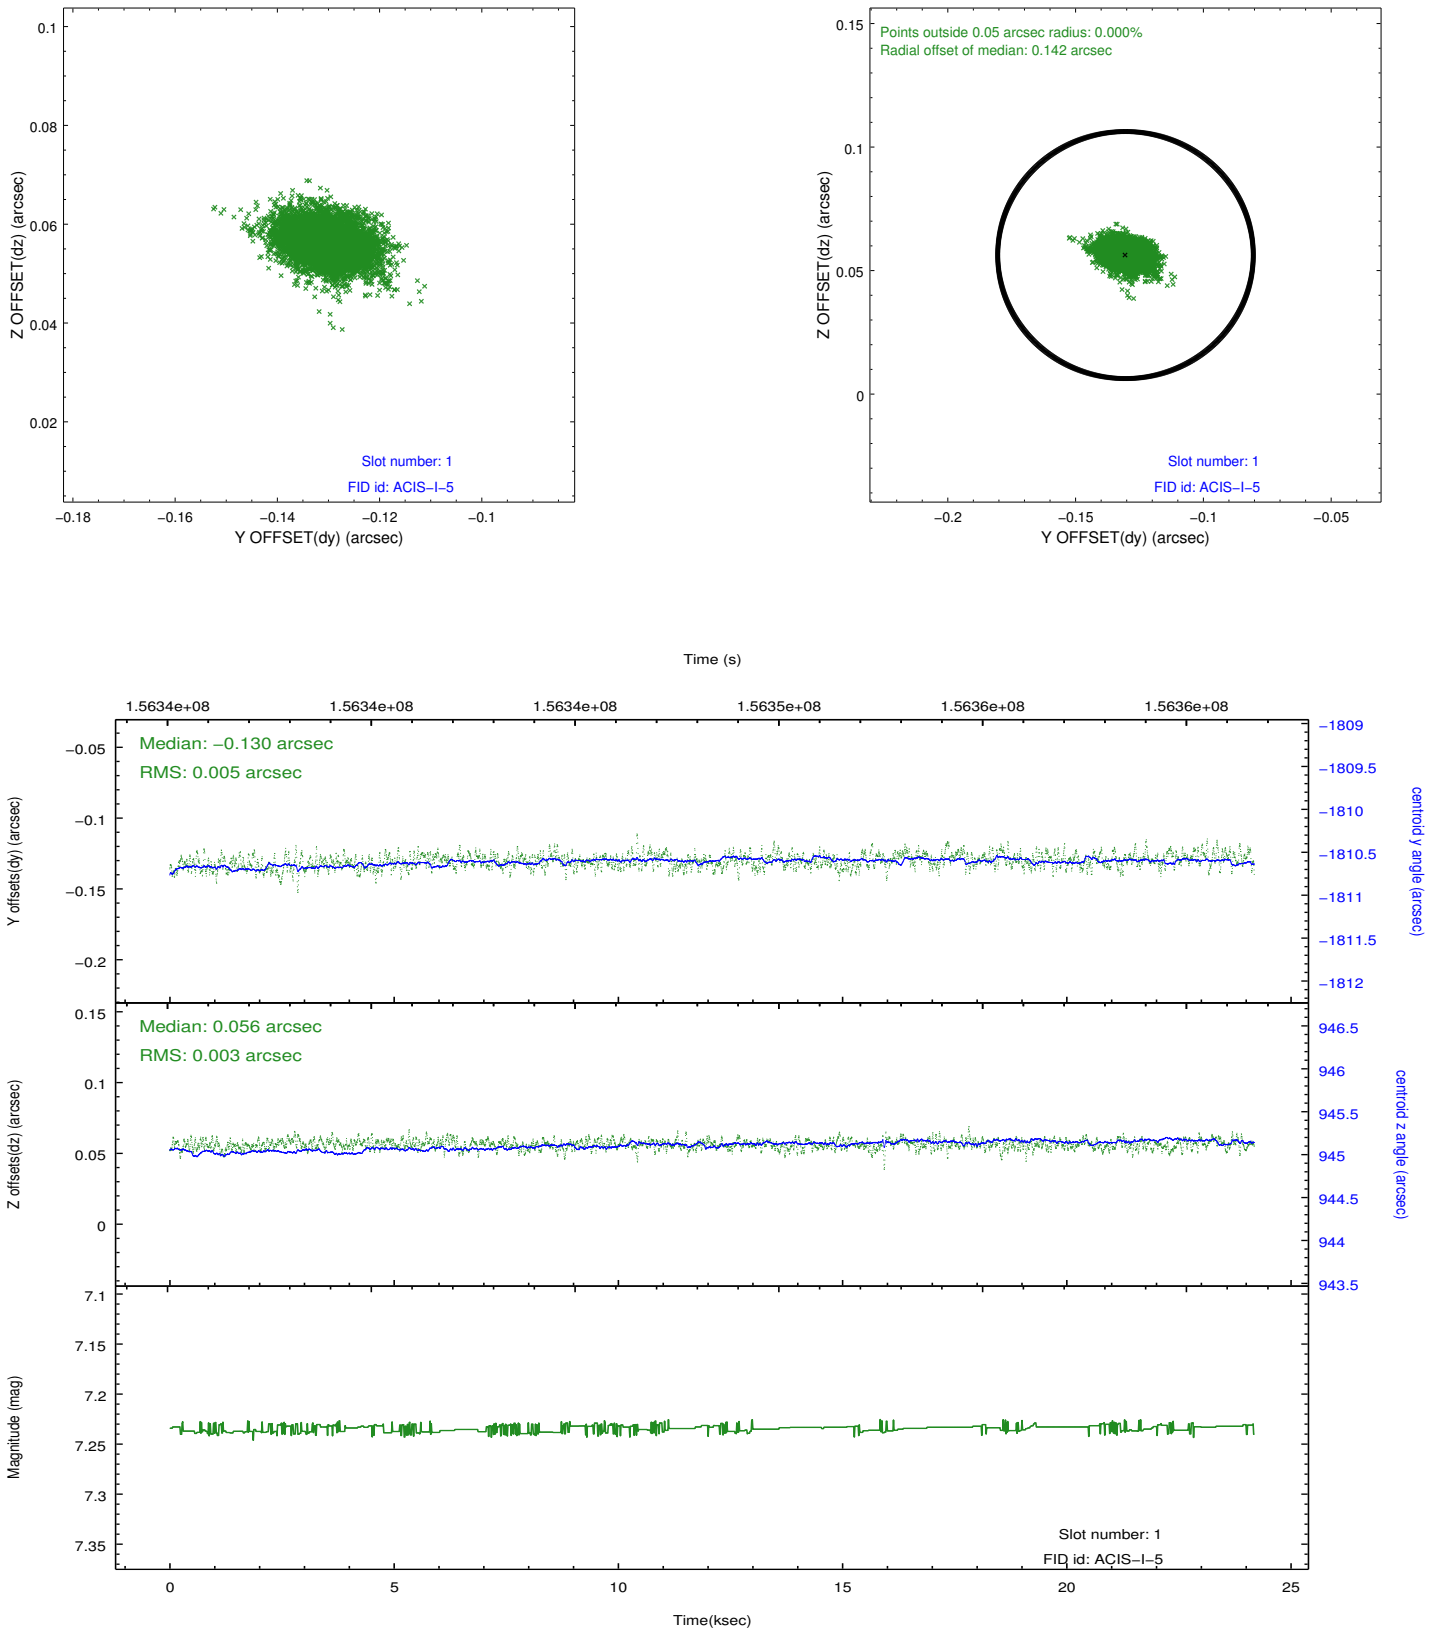 0.1
0.08
0.06
0.04
0.02
Z OFFSET(dz) (arcsec)
Slot number: 1
FID id: ACIS−I−5
−0.18 −0.16 −0.14 −0.12 −0.1
Y OFFSET(dy) (arcsec)
Points outside 0.05 arcsec radius: 0.000%
Radial offset of median: 0.142 arcsec
0.15
0.1
0.05
0
Z OFFSET(dz) (arcsec)
Slot number: 1
FID id: ACIS−I−5
−0.2 −0.15 −0.1 −0.05
Y OFFSET(dy) (arcsec)
Time (s)
1.5634e+08 1.5634e+08 1.5634e+08 1.5635e+08 1.5636e+08 1.5636e+08
Median: −0.130 arcsec
RMS: 0.005 arcsec
−0.05
−0.1
−0.15
−0.2
Y offsets(dy) (arcsec)
−1809
−1809.5
−1810
−1810.5
−1811
−1811.5
−1812
centroid y angle (arcsec)
Median: 0.056 arcsec
RMS: 0.003 arcsec
0.15
0.1
0.05
0
Z offsets(dz) (arcsec)
946.5
946
945.5
945
944.5
944
943.5
centroid z angle (arcsec)
7.1
7.15
7.2
7.25
7.3
7.35
Magnitude (mag)
Slot number: 1
FID id: ACIS−I−5
0 5 10 15 20 25
Time(ksec)